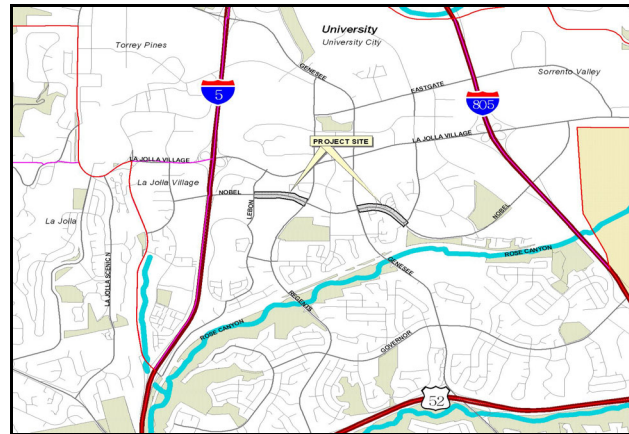 University
University City
Torrey Pines
GENESEE
Sorrento Valley
EASTGATE
5
805
LA JOLLA VILLAGE
PROJECT SITE
LA JOLLA VILLAGE
La Jolla Village
NOBEL
LEBON
NOBEL
La Jolla
LA JOLLA SCENIC N
ROSE CANYON
GENESEE
REGENTS
ROSE CANYON
GOVERNOR
52